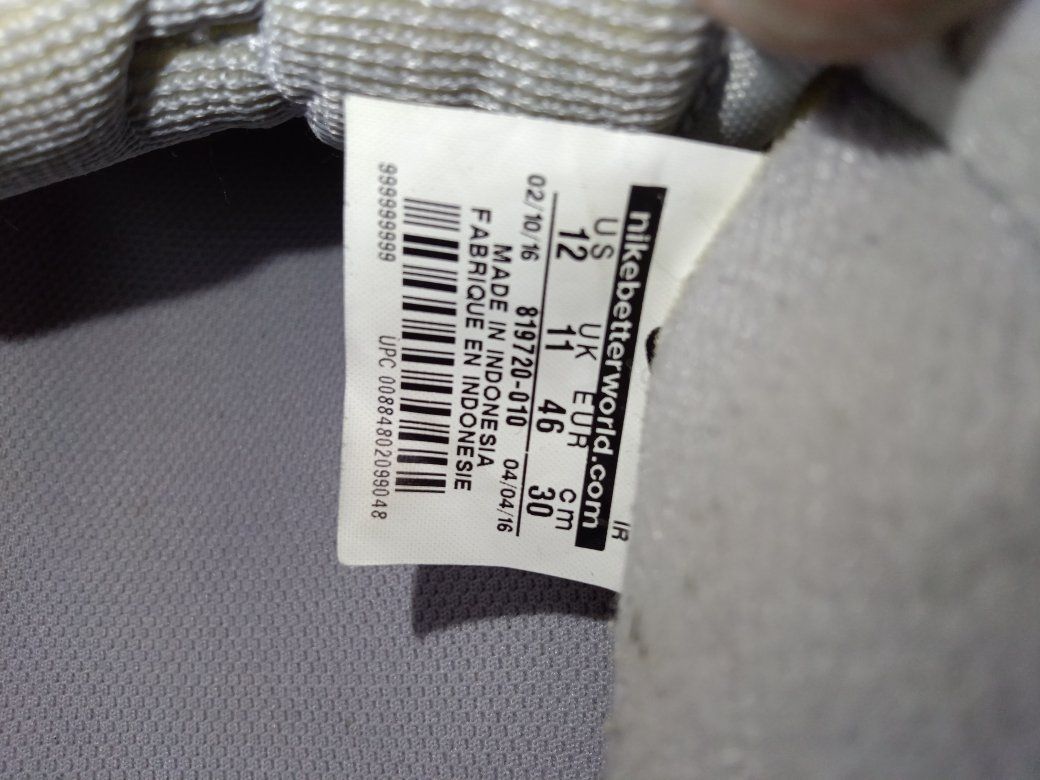 IR
nikebetterworld.com
US UK EUR cm
12 11 46 30
02/10/16 819720-010 04/04/16
MADE IN INDONESIA
FABRIQUE EN INDONESIE
9999999999 UPC 00884802099048